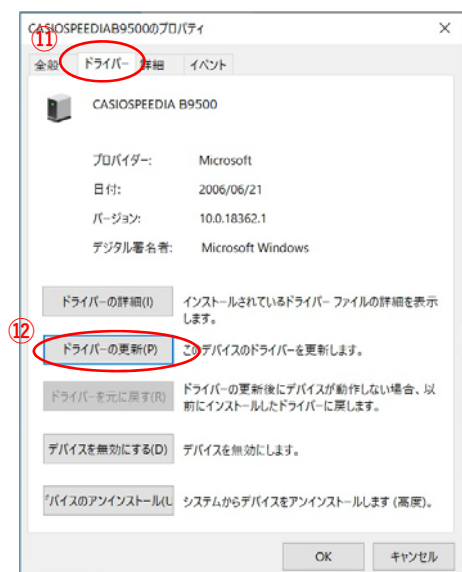 CASIOSPEEDIAB9500のプロパティ
⑪
全般 ドライバー 詳細 イベント
CASIOSPEEDIA B9500
プロバイダー: Microsoft
日付: 2006/06/21
バージョン: 10.0.18362.1
デジタル署名者: Microsoft Windows
ドライバーの詳細(I) インストールされているドライバー ファイルの詳細を表示
します。
⑫
ドライバーの更新(P) このデバイスのドライバーを更新します。
ドライバーを元に戻す(R) ドライバーの更新後にデバイスが動作しない場合、以
前にインストールしたドライバーに戻します。
デバイスを無効にする(D) デバイスを無効にします。
デバイスのアンインストール(U システムからデバイスをアンインストールします (高度)。
OK キャンセル